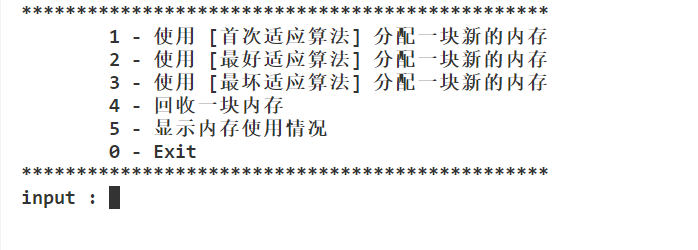 ************************************************
1 - 使用 [首次适应算法] 分配一块新的内存
2 - 使用 [最好适应算法] 分配一块新的内存
3 - 使用 [最坏适应算法] 分配一块新的内存
4 - 回收一块内存
5 - 显示内存使用情况
0 - Exit
************************************************
input :